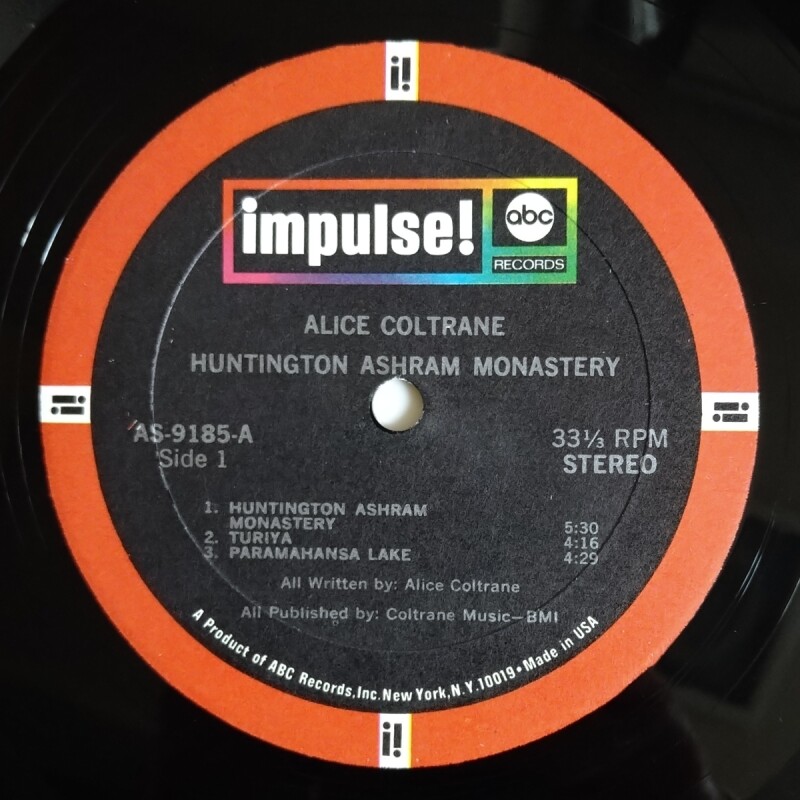 i!
impulse!
abc
RECORDS
ALICE COLTRANE
HUNTINGTON ASHRAM MONASTERY
i!
i!
AS-9185-A
33⅓ RPM
Side 1
STEREO
1. HUNTINGTON ASHRAM
MONASTERY 5:30
2. TURIYA 4:16
3. PARAMAHANSA LAKE 4:29
All Written by: Alice Coltrane
All Published by: Coltrane Music—BMI
A Product of ABC Records, Inc. New York, N.Y. 10019 • Made in USA
i!